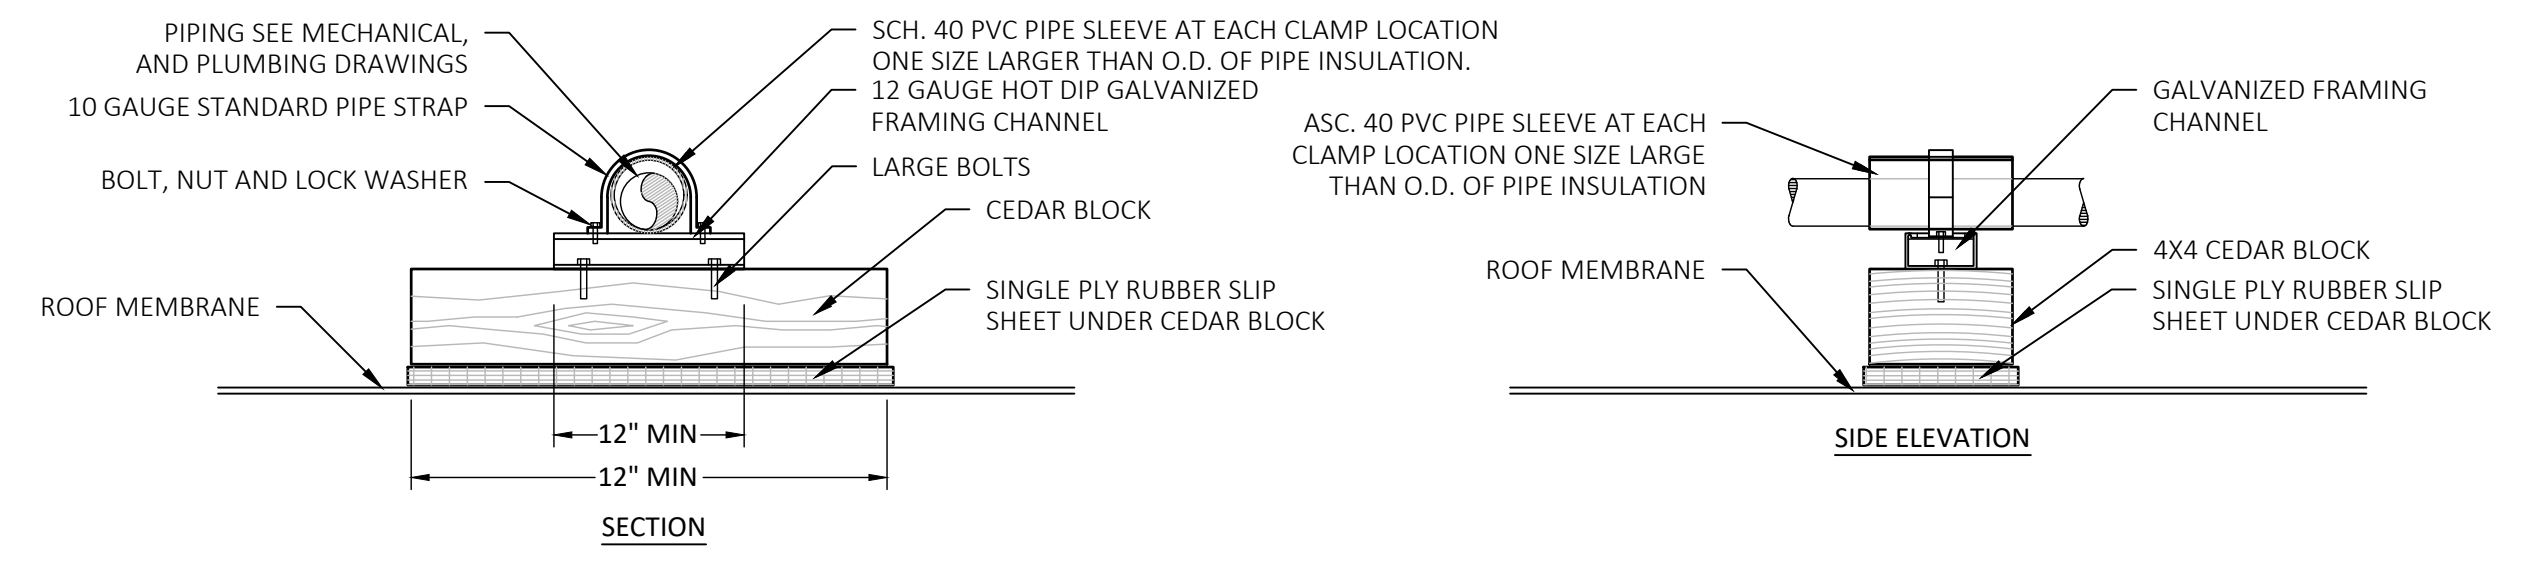 PIPING SEE MECHANICAL,
AND PLUMBING DRAWINGS
10 GAUGE STANDARD PIPE STRAP
BOLT, NUT AND LOCK WASHER
ROOF MEMBRANE
SCH. 40 PVC PIPE SLEEVE AT EACH CLAMP LOCATION
ONE SIZE LARGER THAN O.D. OF PIPE INSULATION.
12 GAUGE HOT DIP GALVANIZED
FRAMING CHANNEL
LARGE BOLTS
CEDAR BLOCK
SINGLE PLY RUBBER SLIP
SHEET UNDER CEDAR BLOCK
12" MIN
12" MIN
SECTION
ASC. 40 PVC PIPE SLEEVE AT EACH
CLAMP LOCATION ONE SIZE LARGE
THAN O.D. OF PIPE INSULATION
ROOF MEMBRANE
GALVANIZED FRAMING
CHANNEL
4X4 CEDAR BLOCK
SINGLE PLY RUBBER SLIP
SHEET UNDER CEDAR BLOCK
SIDE ELEVATION